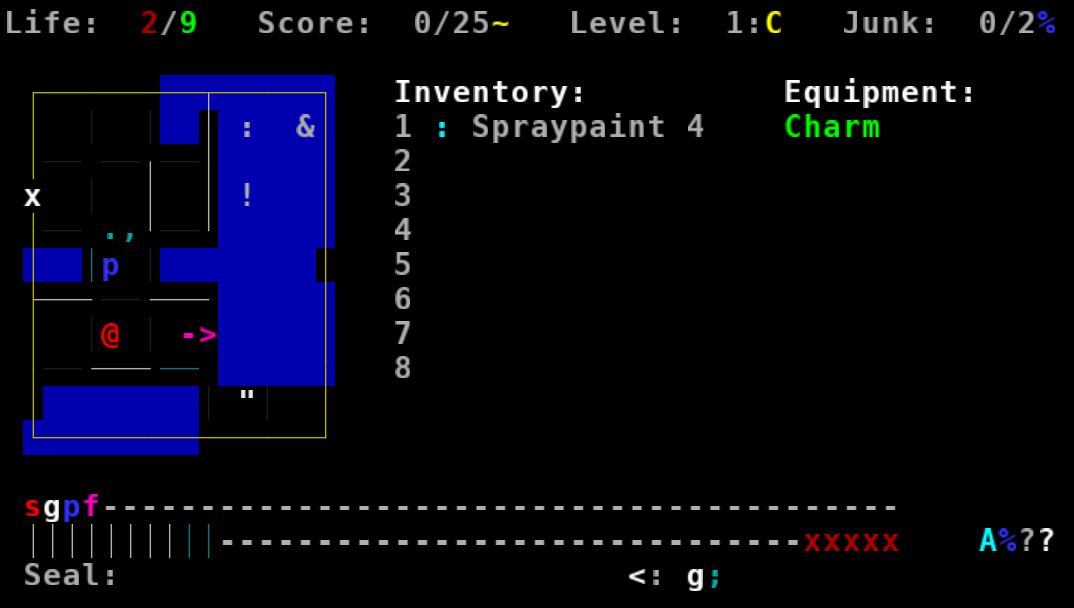 Life: 2/9 Score: 0/25~ Level: 1:C Junk: 0/2%
Inventory: Equipment:
: & 1 : Spraypaint 4 Charm
2
x ! 3
., 4
p 5
6
@ -> 7
8
"
sgpf-----------------------------------------
||||||||||------------------------------xxxxx A%??
Seal: <: g;